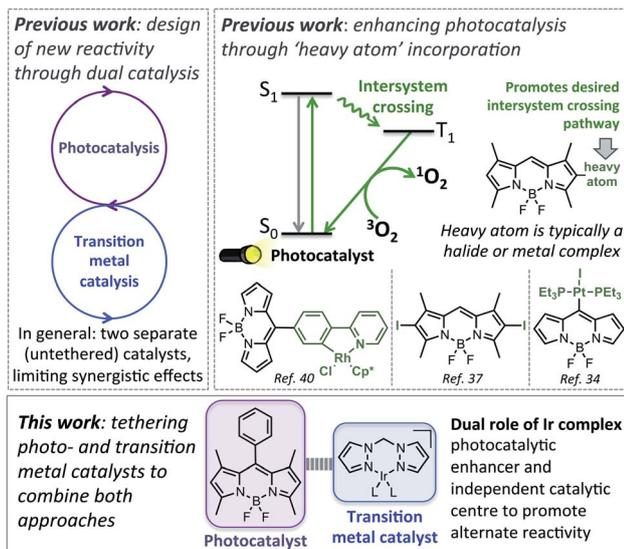 Previous work: design
of new reactivity
through dual catalysis
Photocatalysis
Transition
metal
catalysis
In general: two separate
(untethered) catalysts,
limiting synergistic effects
Previous work: enhancing photocatalysis
through ‘heavy atom’ incorporation
S1
Intersystem
crossing
T1
1O2
3O2
S0
Photocatalyst
Promotes desired
intersystem crossing
pathway
heavy
atom
N
B
N
F F
Heavy atom is typically a
halide or metal complex
F
F
B
N
N
N
Rh
Cl
Cp*
Ref. 40
I
I
N
B
N
F F
Ref. 37
I
Et3P-Pt-PEt3
N
B
N
F F
Ref. 34
This work: tethering
photo- and transition
metal catalysts to
combine both
approaches
N
B
N
F F
Photocatalyst
N N
N N
Ir
L L
Transition
metal catalyst
Dual role of Ir complex
photocatalytic
enhancer and
independent catalytic
centre to promote
alternate reactivity